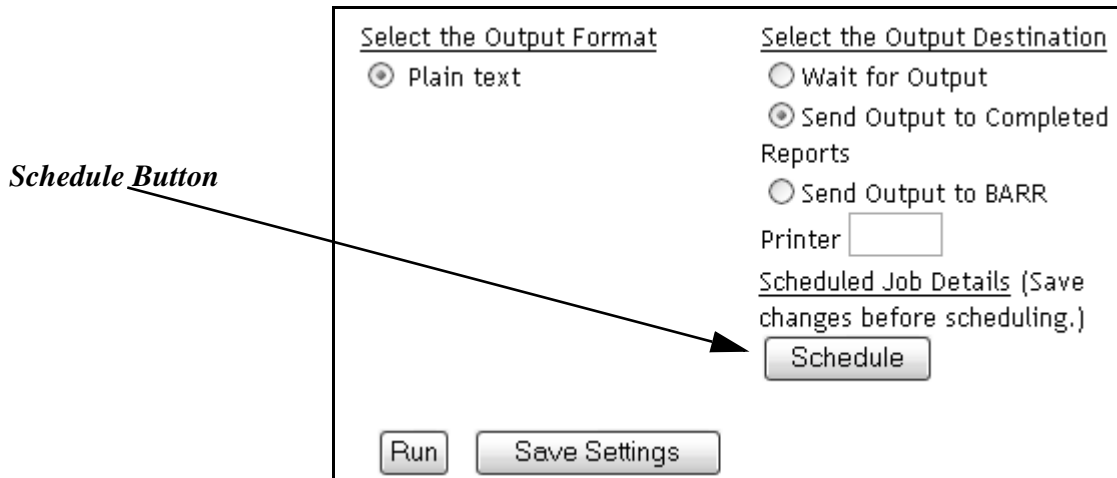 Select the Output Format
Plain text
Select the Output Destination
Wait for Output
Send Output to Completed
Reports
Send Output to BARR
Printer
Scheduled Job Details (Save
changes before scheduling.)
Schedule
Schedule Button
Run
Save Settings